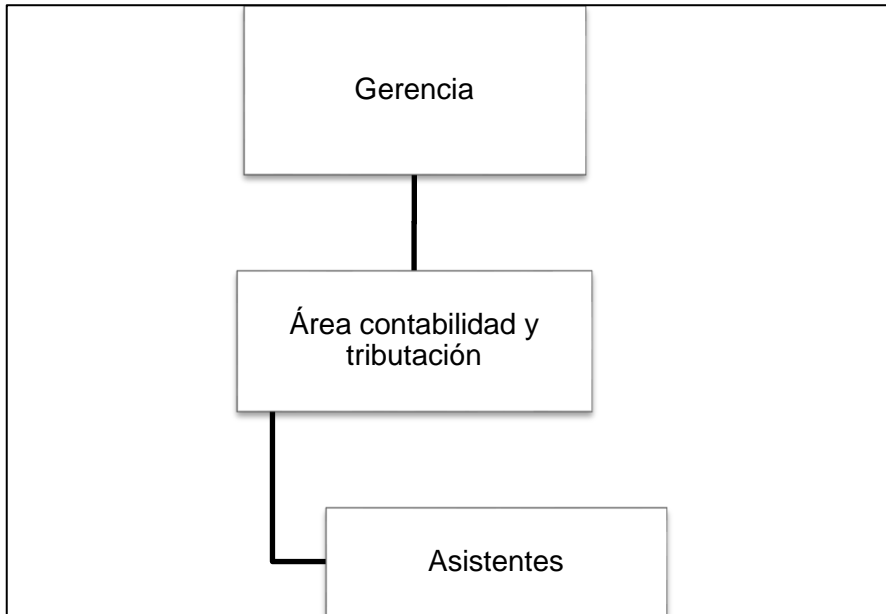 Gerencia
Área contabilidad y
tributación
Asistentes